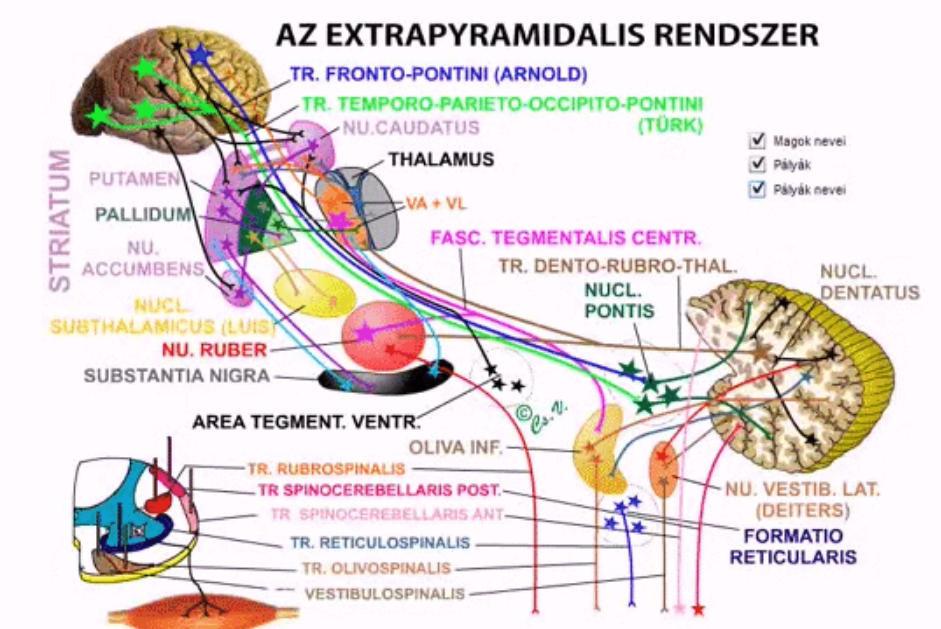 AZ EXTRAPYRAMIDALIS RENDSZER
TR. FRONTO-PONTINI (ARNOLD)
TR. TEMPORO-PARIETO-OCCIPITO-PONTINI
(TÜRK)
NU.CAUDATUS
THALAMUS
Magok nevei
Pályák
Pályák nevei
STRIATUM
PUTAMEN
PALLIDUM
VA + VL
NU.
ACCUMBENS
FASC. TEGMENTALIS CENTR.
TR. DENTO-RUBRO-THAL.
NUCL.
DENTATUS
NUCL.
PONTIS
NUCL.
SUBTHALAMICUS (LUIS)
NU. RUBER
SUBSTANTIA NIGRA
AREA TEGMENT. VENTR.
© Cs.V.
OLIVA INF.
TR. RUBROSPINALIS
TR SPINOCEREBELLARIS POST.
TR SPINOCEREBELLARIS ANT
TR. RETICULOSPINALIS
TR. OLIVOSPINALIS
VESTIBULOSPINALIS
NU. VESTIB. LAT.
(DEITERS)
FORMATIO
RETICULARIS